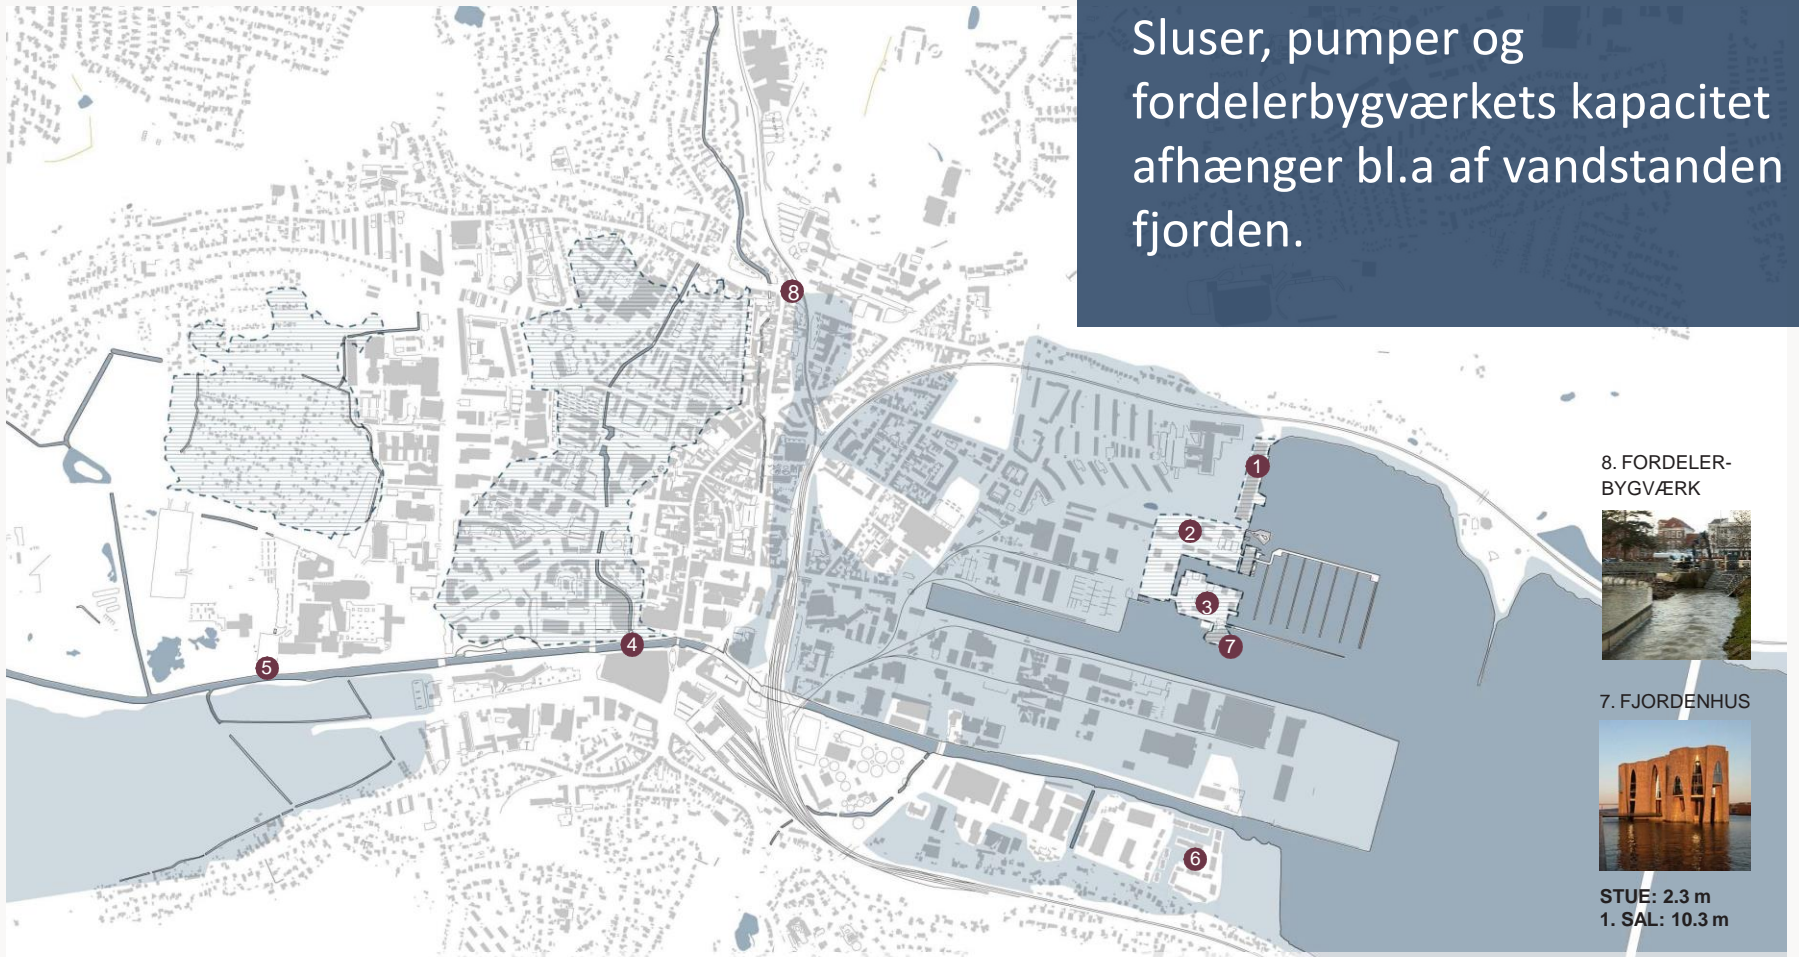 Sluser, pumper og
fordelerbygværkets kapacitet
afhænger bl.a af vandstanden
fjorden.
8
1
2
3
7
4
5
6
8. FORDELER-
BYGVÆRK
7. FJORDENHUS
STUE: 2.3 m
1. SAL: 10.3 m